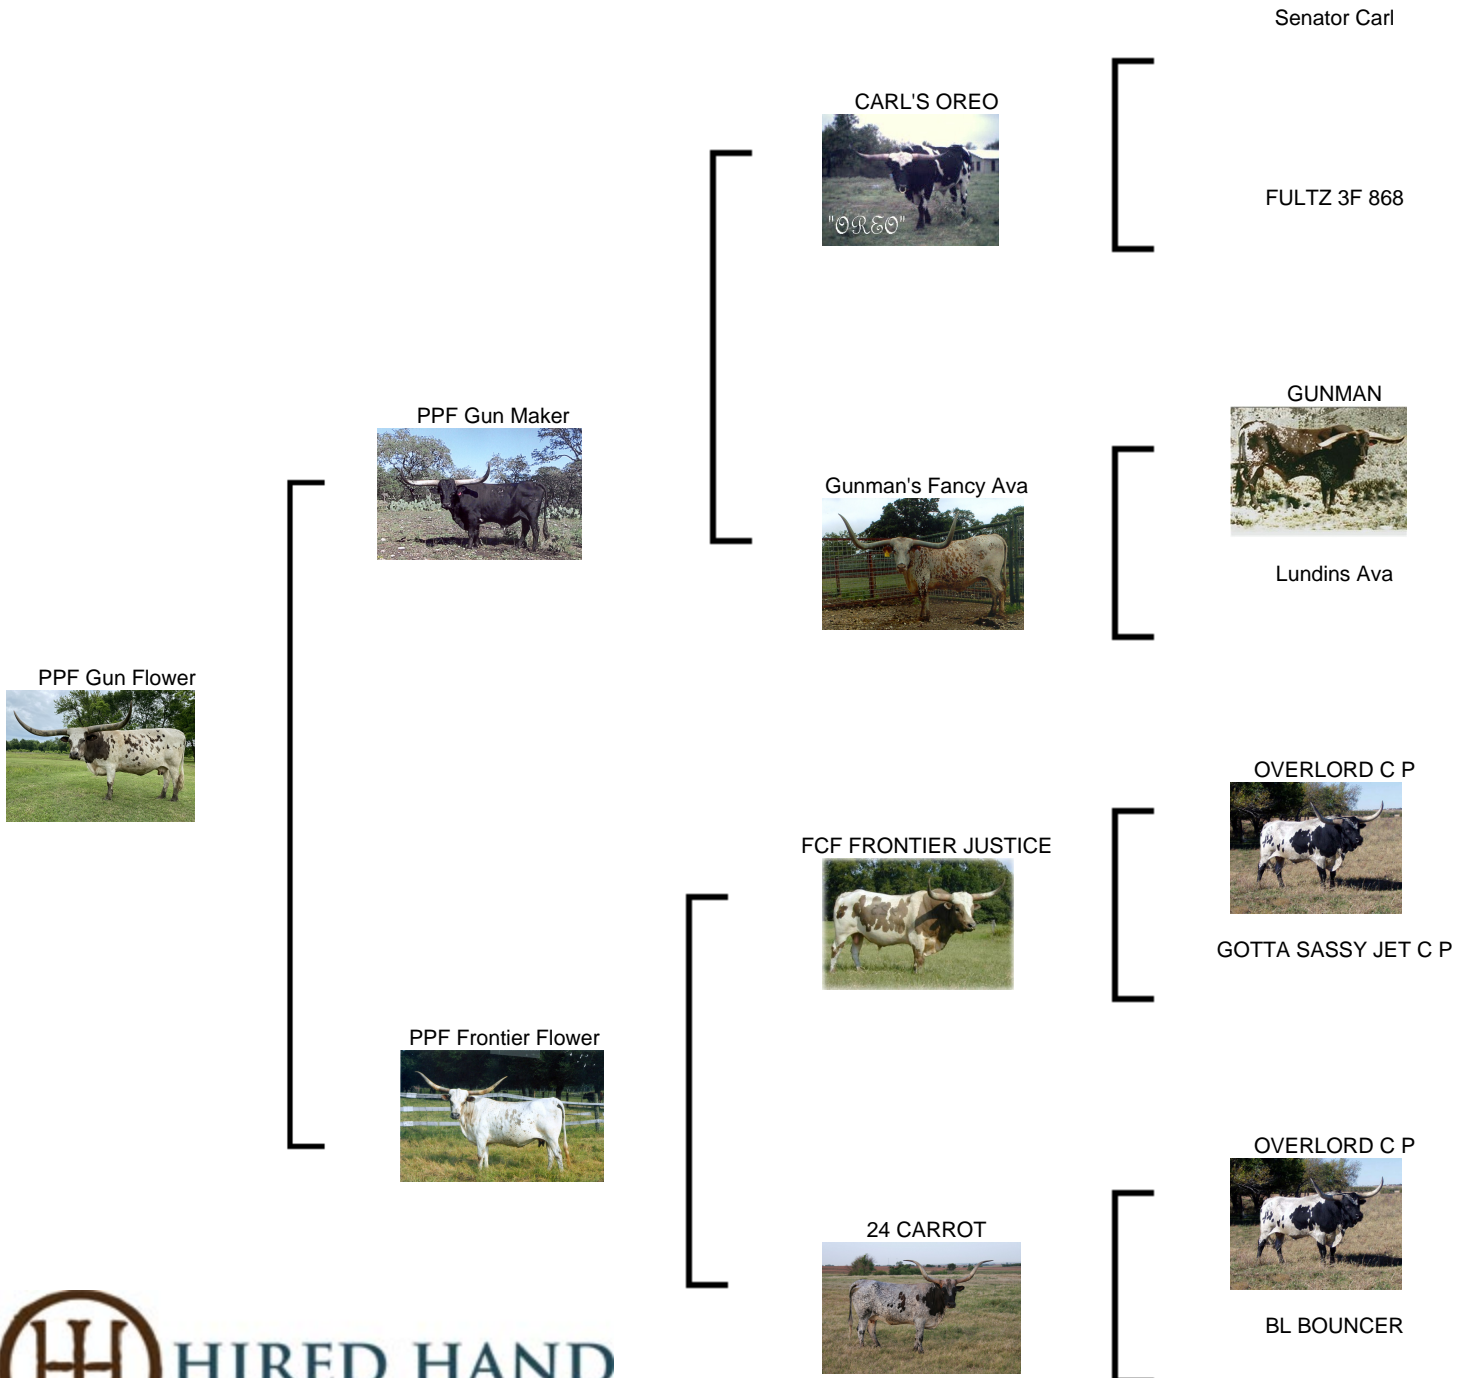 Senator Carl
CARL'S OREO
"OREO"
FULTZ 3F 868
GUNMAN
PPF Gun Maker
Gunman's Fancy Ava
Lundins Ava
PPF Gun Flower
OVERLORD C P
FCF FRONTIER JUSTICE
GOTTA SASSY JET C P
PPF Frontier Flower
OVERLORD C P
24 CARROT
BL BOUNCER
HIRED HAND